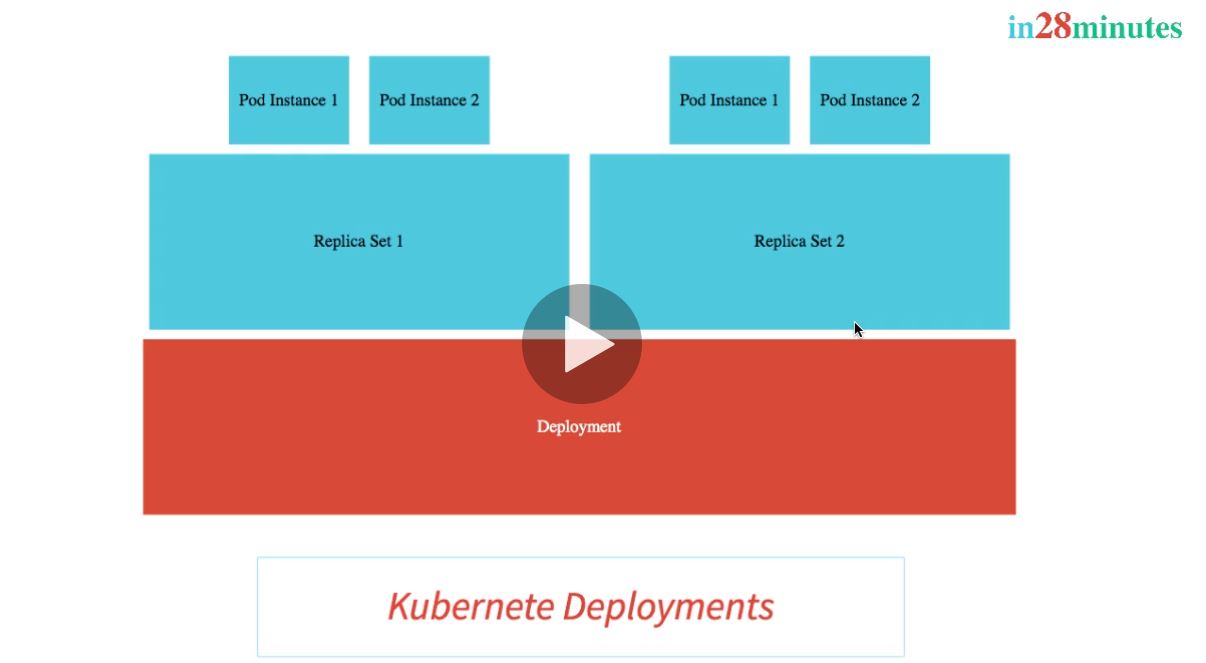 in28minutes
Pod Instance 1
Pod Instance 2
Pod Instance 1
Pod Instance 2
Replica Set 1
Replica Set 2
Deployment
Kubernete Deployments